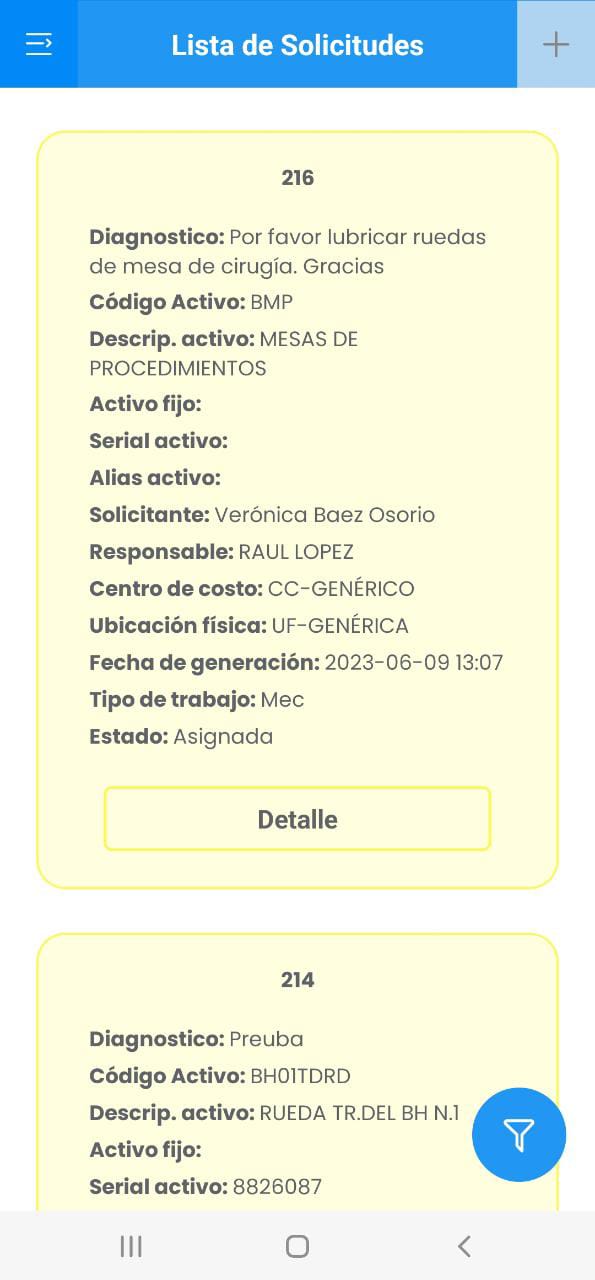 Lista de Solicitudes
216
Diagnostico: Por favor lubricar ruedas
de mesa de cirugía. Gracias
Código Activo: BMP
Descrip. activo: MESAS DE
PROCEDIMIENTOS
Activo fijo:
Serial activo:
Alias activo:
Solicitante: Verónica Baez Osorio
Responsable: RAUL LOPEZ
Centro de costo: CC-GENÉRICO
Ubicación física: UF-GENÉRICA
Fecha de generación: 2023-06-09 13:07
Tipo de trabajo: Mec
Estado: Asignada
Detalle
214
Diagnostico: Preuba
Código Activo: BH01TDRD
Descrip. activo: RUEDA TR.DEL BH N.1
Activo fijo:
Serial activo: 8826087